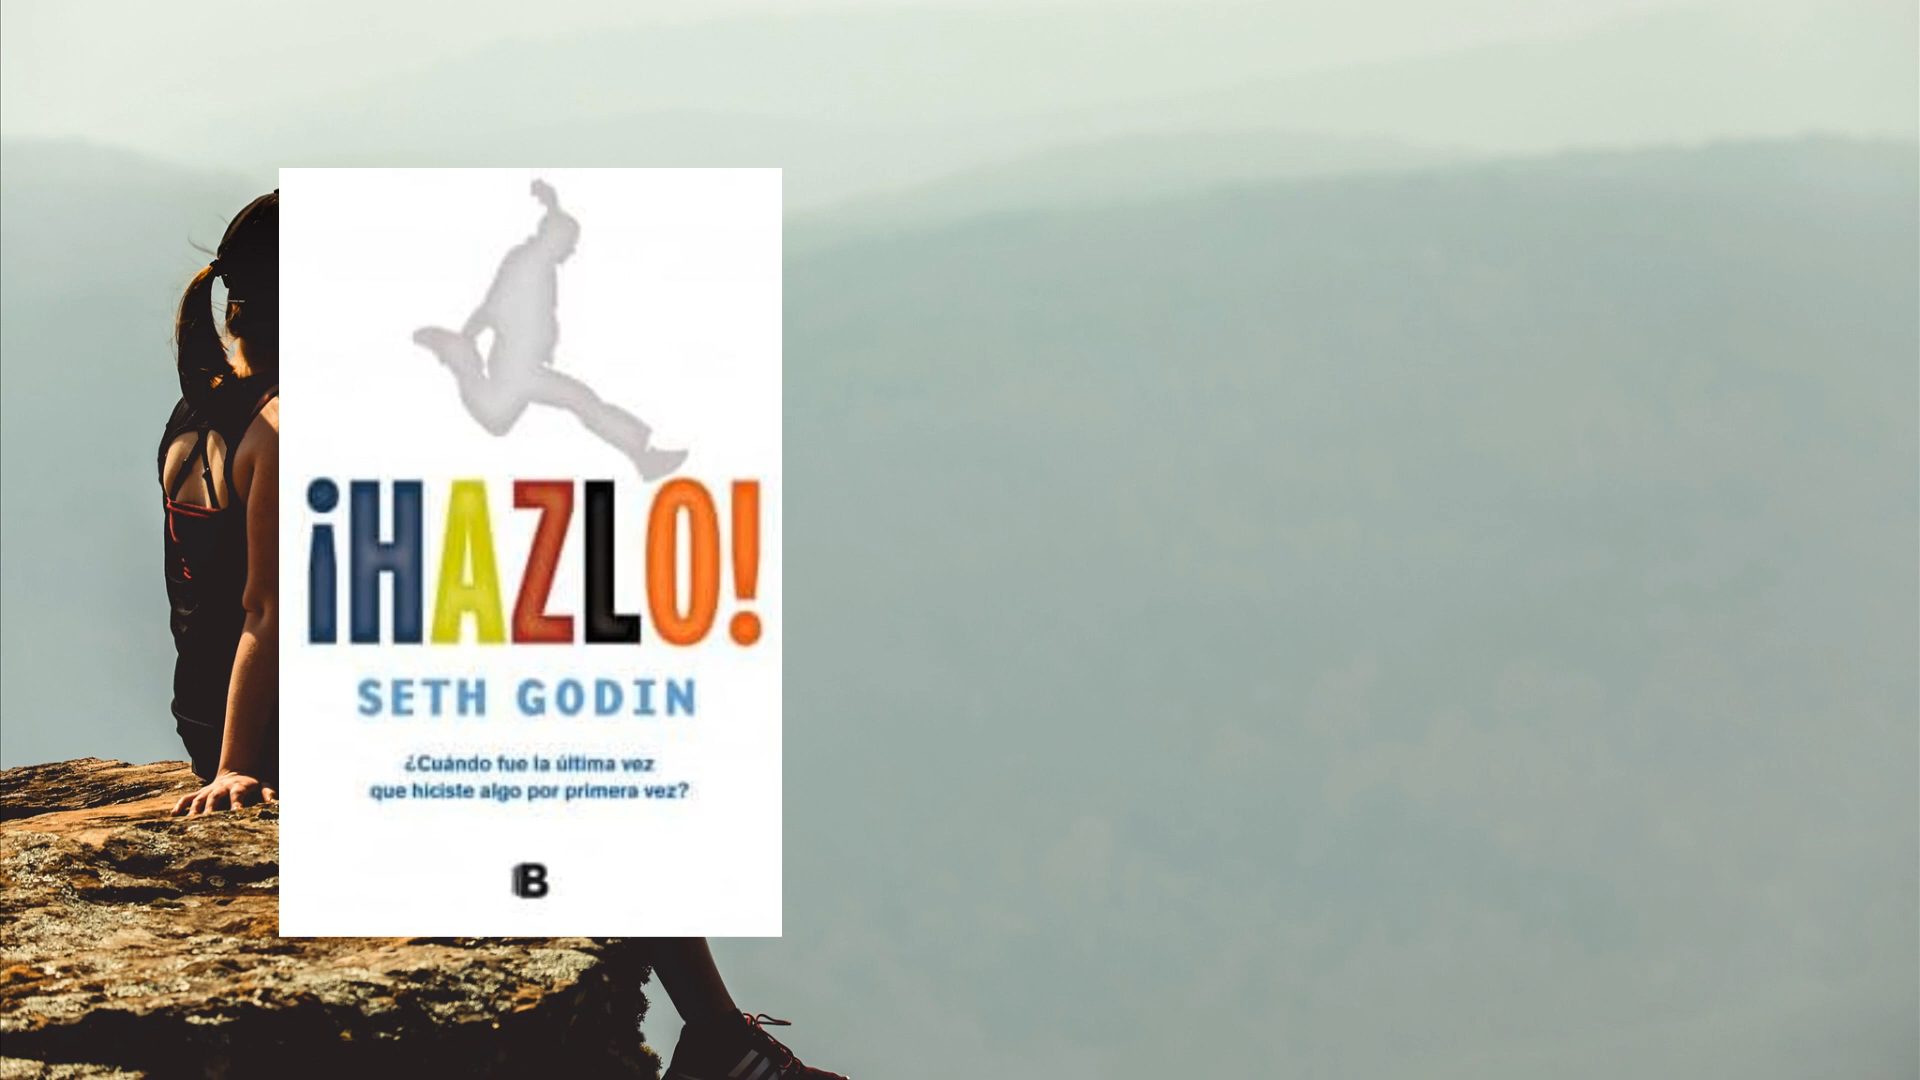 ¡HAZLO!
SETH GODIN
¿Cuándo fue la última vez
que hiciste algo por primera vez?
B